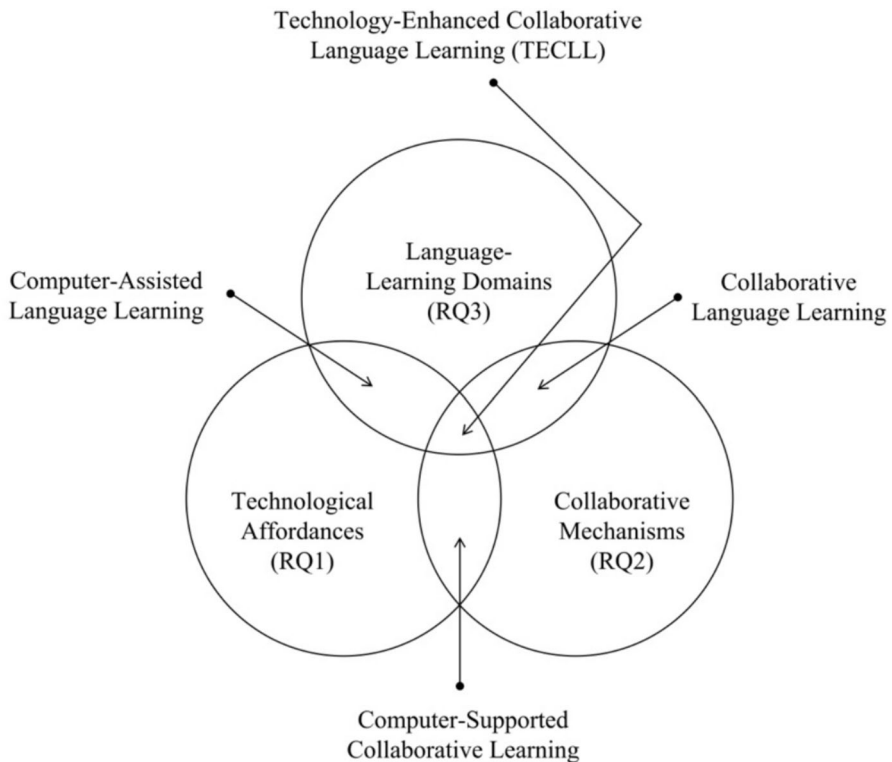 Technology-Enhanced Collaborative
Language Learning (TECLL)
Language-
Learning Domains
(RQ3)
Computer-Assisted
Language Learning
Collaborative
Language Learning
Technological
Affordances
(RQ1)
Collaborative
Mechanisms
(RQ2)
Computer-Supported
Collaborative Learning